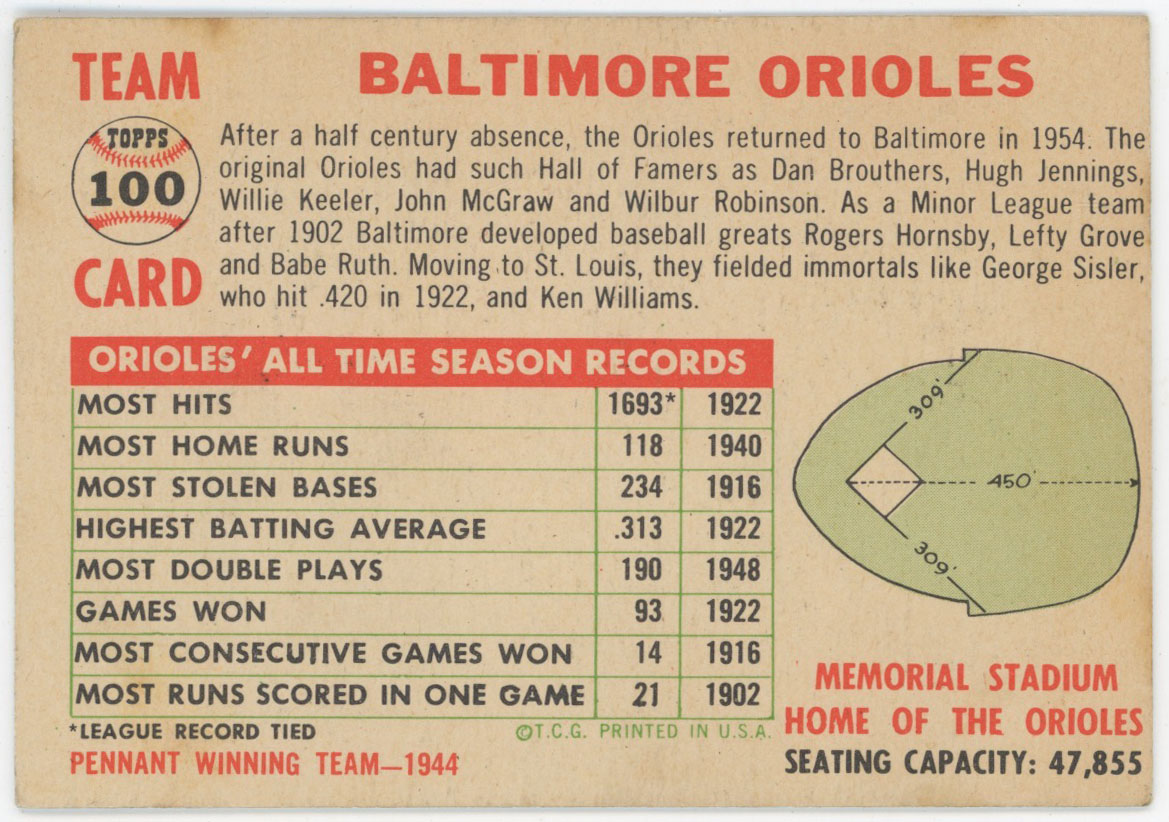 TEAM
BALTIMORE ORIOLES
TOPPS
100
CARD
After a half century absence, the Orioles returned to Baltimore in 1954. The
original Orioles had such Hall of Famers as Dan Brouthers, Hugh Jennings,
Willie Keeler, John McGraw and Wilbur Robinson. As a Minor League team
after 1902 Baltimore developed baseball greats Rogers Hornsby, Lefty Grove
and Babe Ruth. Moving to St. Louis, they fielded immortals like George Sisler,
who hit .420 in 1922, and Ken Williams.
ORIOLES' ALL TIME SEASON RECORDS
MOST HITS 1693* 1922
MOST HOME RUNS 118 1940
MOST STOLEN BASES 234 1916
HIGHEST BATTING AVERAGE .313 1922
MOST DOUBLE PLAYS 190 1948
GAMES WON 93 1922
MOST CONSECUTIVE GAMES WON 14 1916
MOST RUNS SCORED IN ONE GAME 21 1902
*LEAGUE RECORD TIED
©T.C.G. PRINTED IN U.S.A.
PENNANT WINNING TEAM—1944
309'
450'
309'
MEMORIAL STADIUM
HOME OF THE ORIOLES
SEATING CAPACITY: 47,855